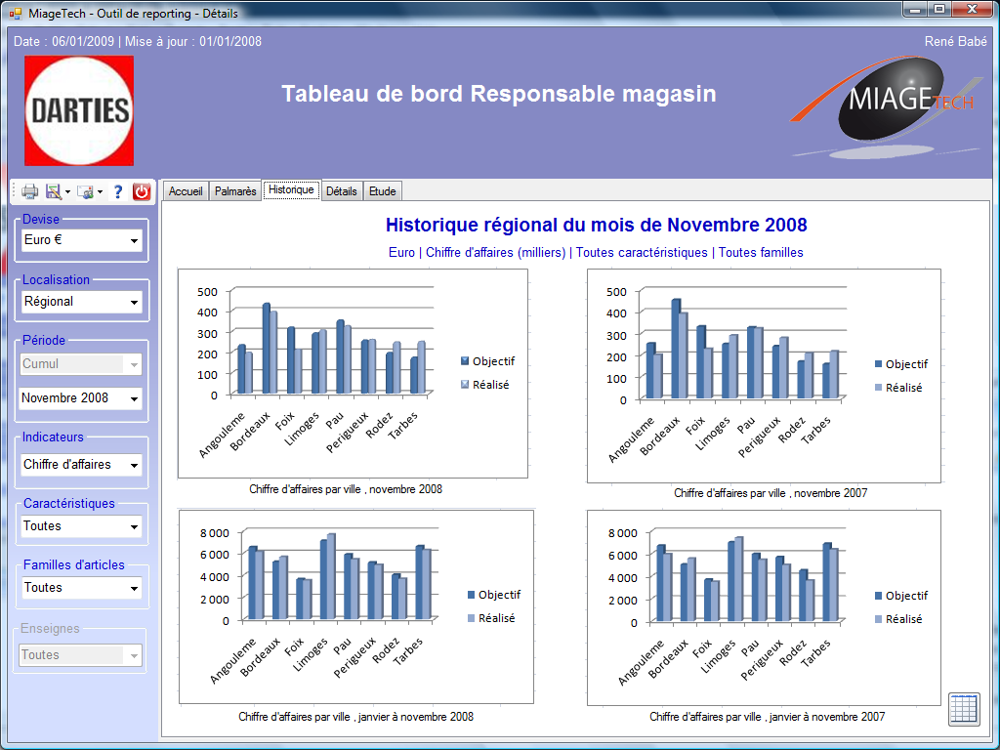 MiageTech - Outil de reporting - Détails
Date : 06/01/2009 | Mise à jour : 01/01/2008
René Babé
DARTIES
Tableau de bord Responsable magasin
MIAGETECH
Accueil
Palmarès
Historique
Détails
Etude
Devise
Euro €
Localisation
Régional
Période
Cumul
Novembre 2008
Indicateurs
Chiffre d'affaires
Caractéristiques
Toutes
Familles d'articles
Toutes
Enseignes
Toutes
Historique régional du mois de Novembre 2008
Euro | Chiffre d'affaires (milliers) | Toutes caractéristiques | Toutes familles
500
400
300
200
100
0
Angouleme
Bordeaux
Foix
Limoges
Pau
Perigueux
Rodez
Tarbes
Objectif
Réalisé
Chiffre d'affaires par ville , novembre 2008
500
400
300
200
100
0
Angouleme
Bordeaux
Foix
Limoges
Pau
Perigueux
Rodez
Tarbes
Objectif
Réalisé
Chiffre d'affaires par ville , novembre 2007
8 000
6 000
4 000
2 000
0
Angouleme
Bordeaux
Foix
Limoges
Pau
Perigueux
Rodez
Tarbes
Objectif
Réalisé
Chiffre d'affaires par ville , janvier à novembre 2008
8 000
6 000
4 000
2 000
0
Angouleme
Bordeaux
Foix
Limoges
Pau
Perigueux
Rodez
Tarbes
Objectif
Réalisé
Chiffre d'affaires par ville , janvier à novembre 2007